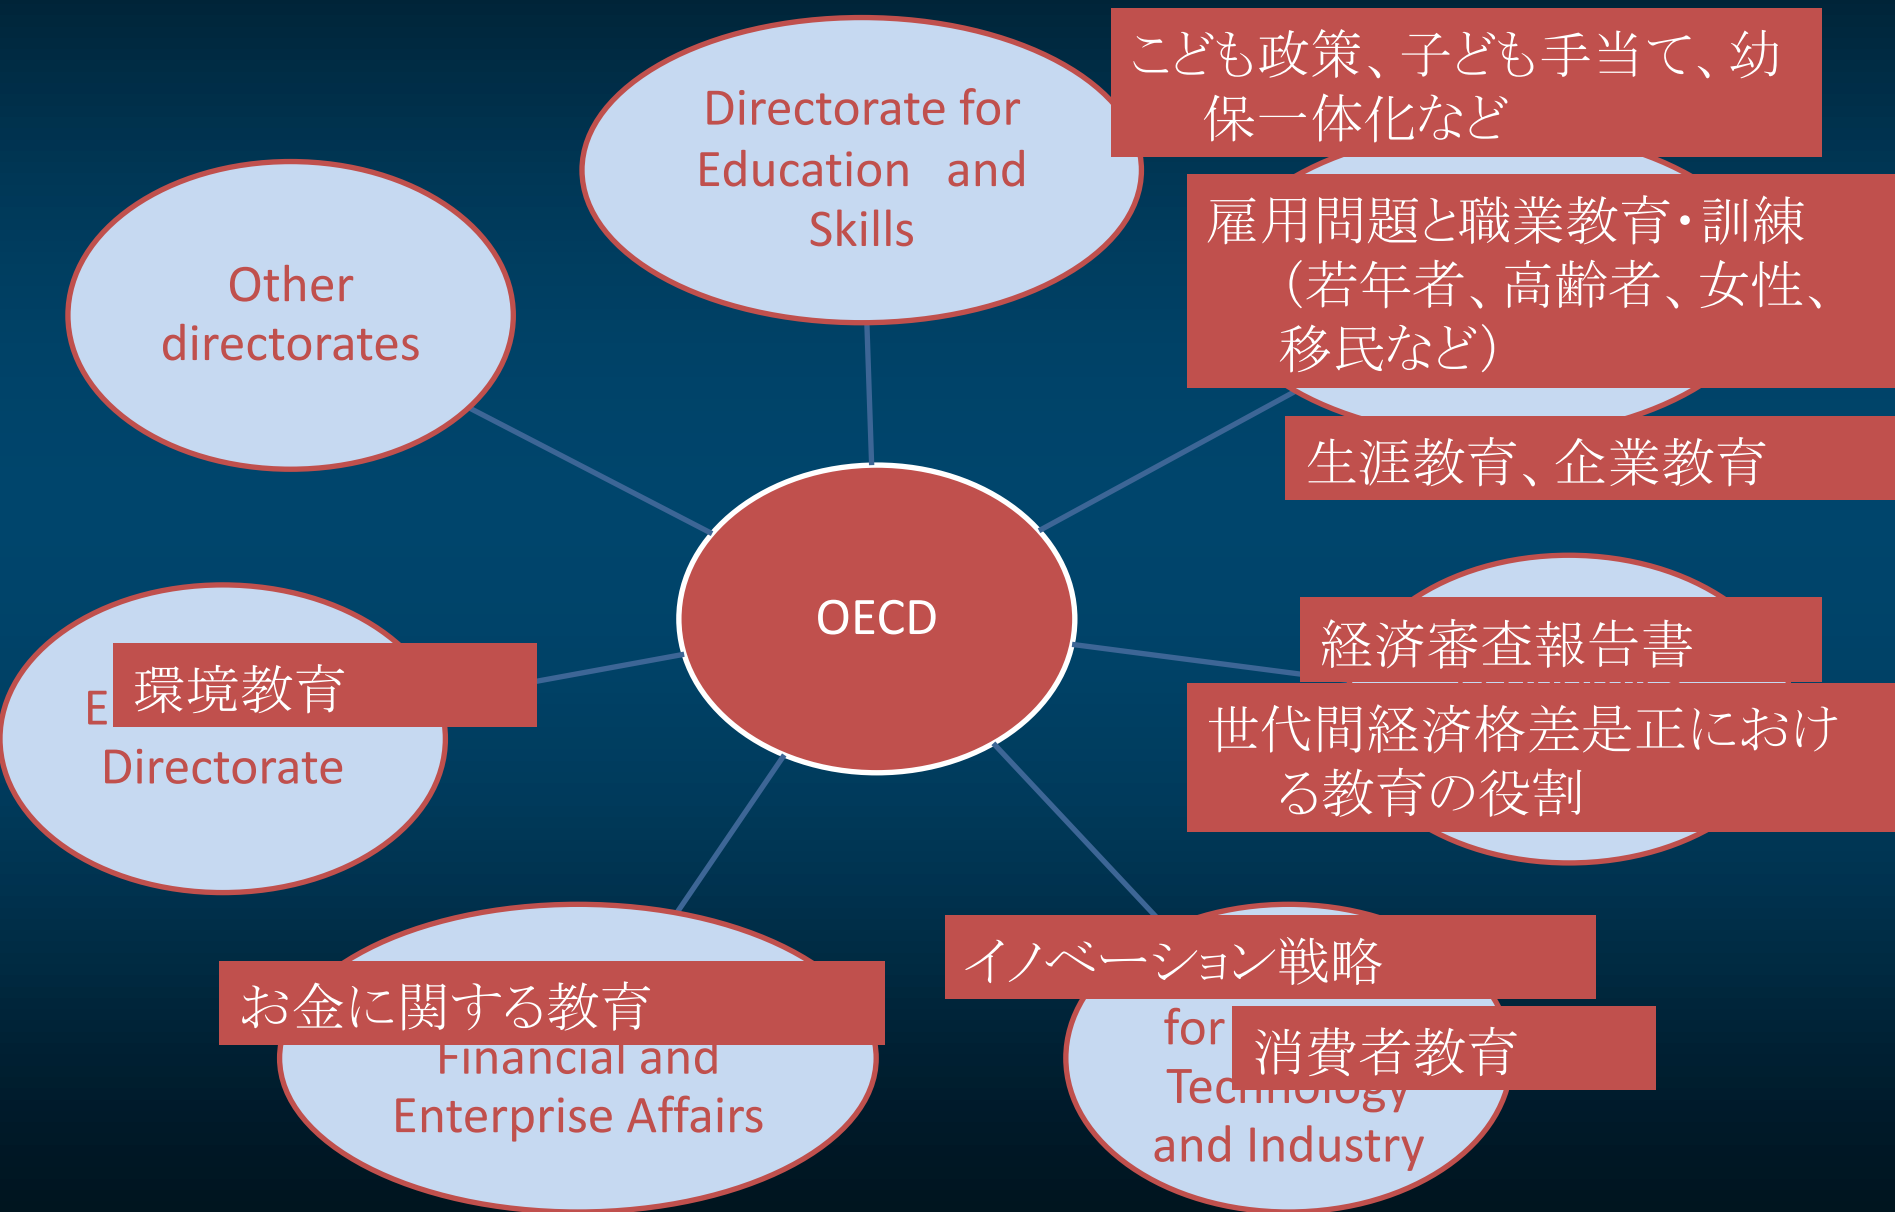 Directorate for
Education and
Skills
こども政策、子ども手当て、幼
保一体化など
雇用問題と職業教育・訓練
（若年者、高齢者、女性、
移民など）
生涯教育、企業教育
Other
directorates
OECD
経済審査報告書
世代間経済格差是正におけ
る教育の役割
環境教育
Directorate
お金に関する教育
Financial and
Enterprise Affairs
イノベーション戦略
for
消費者教育
Technology
and Industry